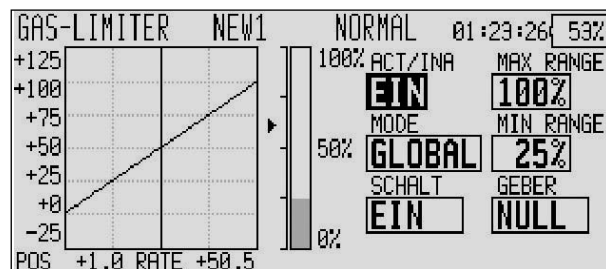 GAS-LIMITER NEW1 NORMAL 01:23:26 53%
+125
+100
+75
+50
+25
+0
-25
POS +1.0 RATE +50.5
100%
50%
0%
ACT/INA MAX RANGE
EIN 100%
MODE MIN RANGE
GLOBAL 25%
SCHALT GEBER
EIN NULL